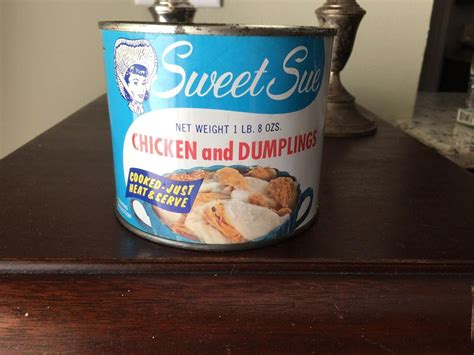 Sweet Sue
NET WEIGHT 1 LB. 8 OZS.
CHICKEN and DUMPLINGS
COOKED-JUST
HEAT & SERVE